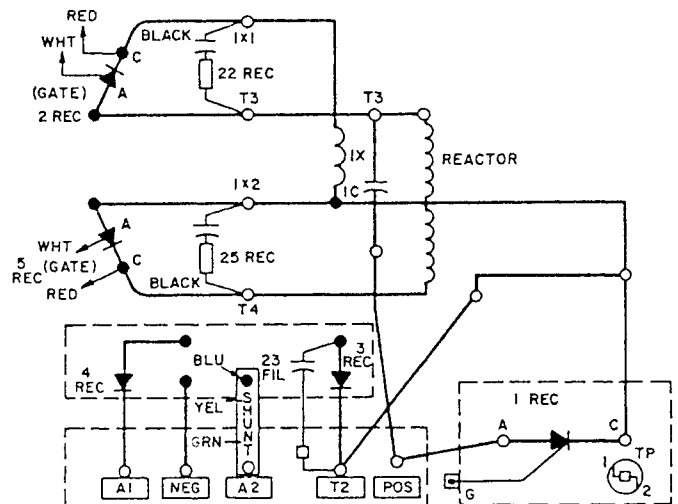 RED
WHT
BLACK
1X1
C
22 REC
(GATE)
A
2 REC
T3
T3
1X
REACTOR
1X2
1C
A
WHT
5 REC
(GATE)
25 REC
C
RED
BLACK
T4
4 REC
BLU
23 FIL
3 REC
YEL
SHUNT
GRN
1 REC
A
C
TP
1
2
G
A1
NEG
A2
T2
POS